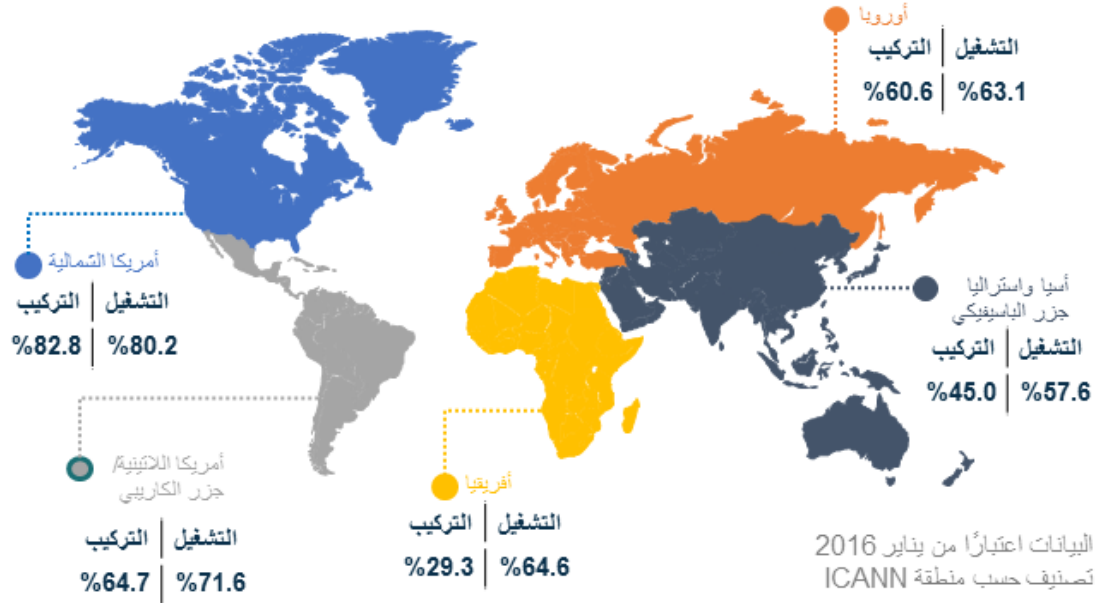 أوروبا
التشغيل التركيب
%63.1 %60.6
أمريكا الشمالية
التشغيل التركيب
%80.2 %82.8
أسيا واستراليا
جزر الباسيفيكي
التشغيل التركيب
%57.6 %45.0
أمريكا اللاتينية/
جزر الكاريبي
التشغيل التركيب
%71.6 %64.7
أفريقيا
التشغيل التركيب
%64.6 %29.3
البيانات اعتبارًا من يناير 2016
تصنيف حسب منطقة ICANN